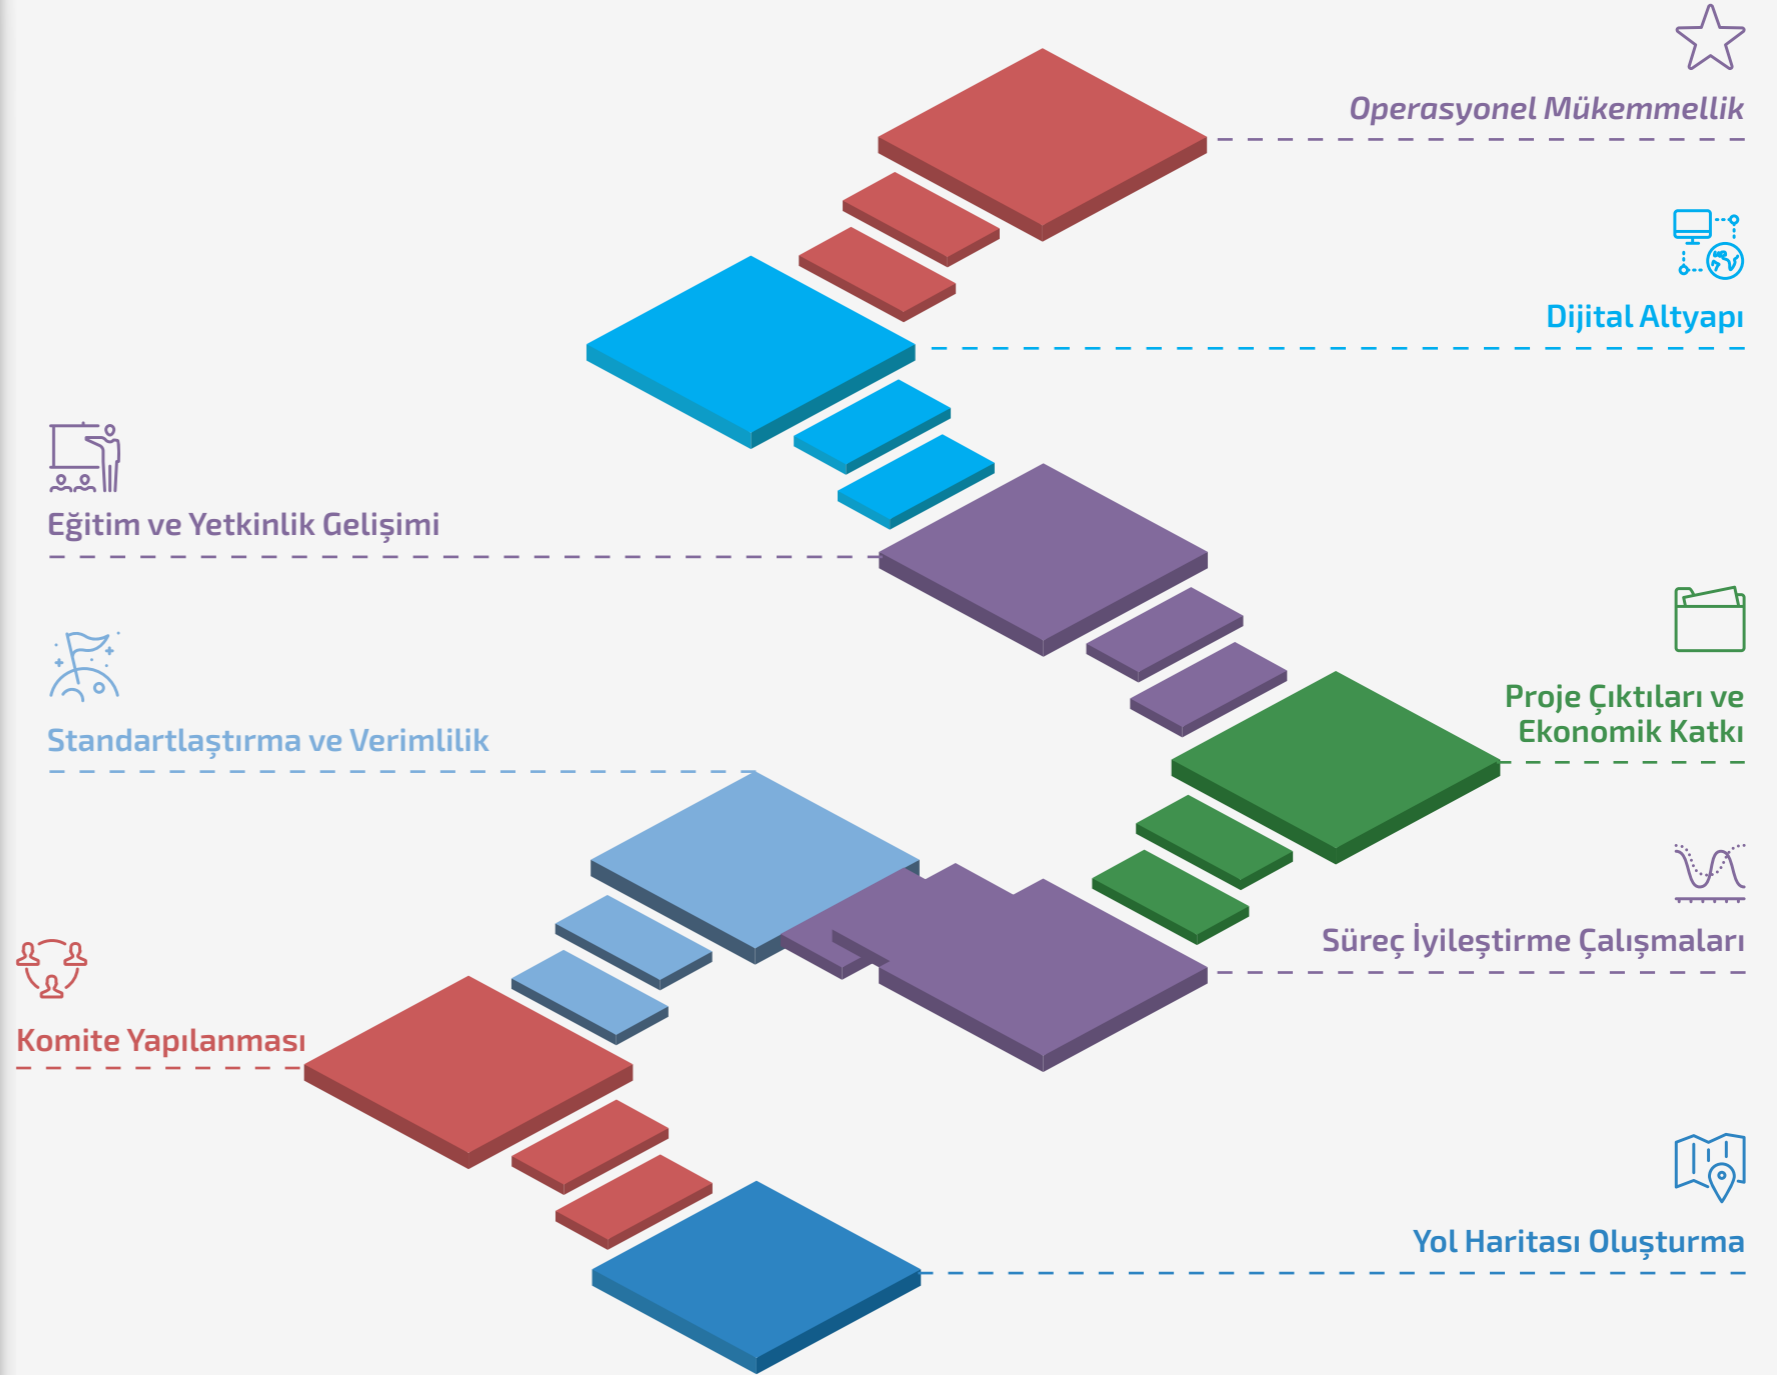 Operasyonel Mükemmellik
Dijital Altyapı
Eğitim ve Yetkinlik Gelişimi
Proje Çıktıları ve
Ekonomik Katkı
Standartlaştırma ve Verimlilik
Süreç İyileştirme Çalışmaları
Komite Yapılanması
Yol Haritası Oluşturma